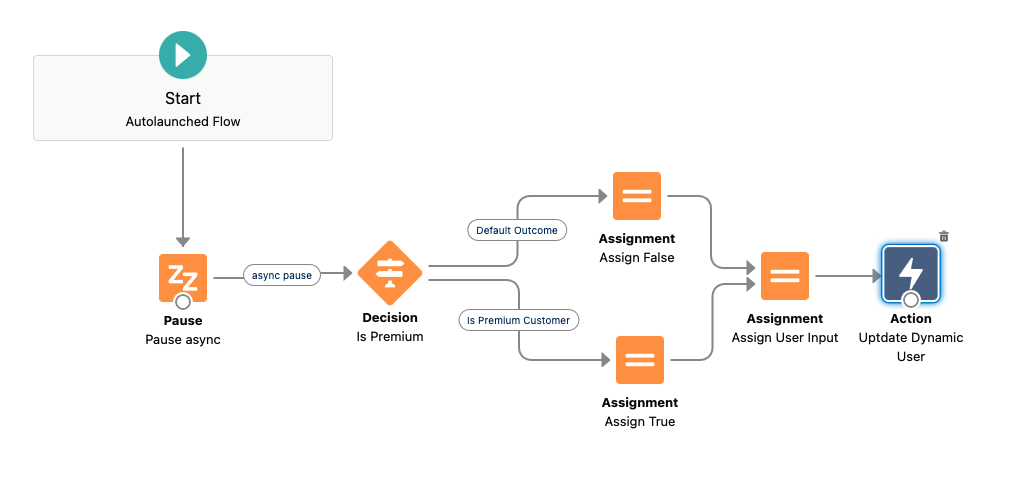 Start
Autolaunched Flow
Pause
Pause async
async pause
Decision
Is Premium
Default Outcome
Is Premium Customer
Assignment
Assign False
Assignment
Assign True
Assignment
Assign User Input
Action
Uptdate Dynamic
User